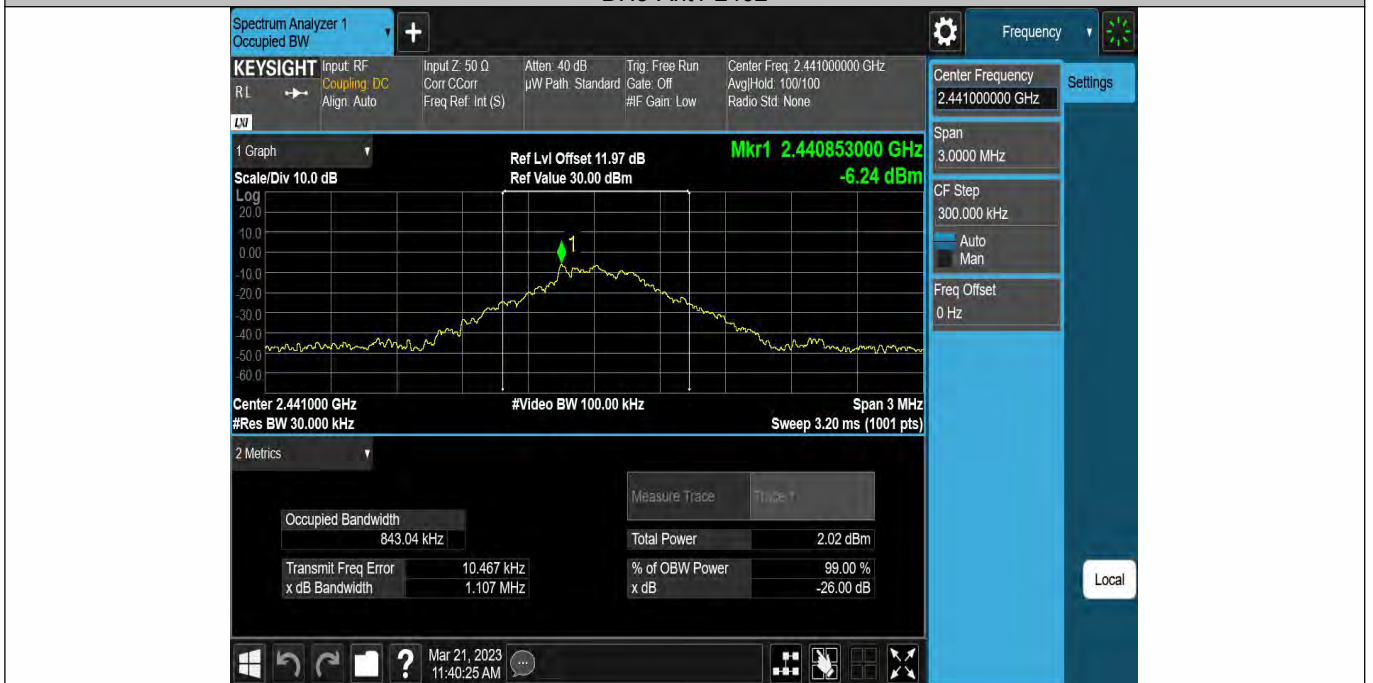 Spectrum Analyzer 1
Occupied BW
Frequency
KEYSIGHT Input: RF Input Z: 50 Ω Atten: 40 dB Trig: Free Run Center Freq: 2.441000000 GHz
RL Coupling: DC Corr CCorr µW Path: Standard Gate: Off Avg|Hold: 100/100
Align: Auto Freq Ref: Int (S) #IF Gain: Low Radio Std: None
LXI
Center Frequency
2.441000000 GHz
Settings
Span
3.0000 MHz
CF Step
300.000 kHz
Auto
Man
Freq Offset
0 Hz
Local
1 Graph
Ref Lvl Offset 11.97 dB Mkr1 2.440853000 GHz
Scale/Div 10.0 dB Ref Value 30.00 dBm -6.24 dBm
Log
20.0
10.0
0.00
-10.0
-20.0
-30.0
-40.0
-50.0
-60.0
1
Center 2.441000 GHz #Video BW 100.00 kHz Span 3 MHz
#Res BW 30.000 kHz Sweep 3.20 ms (1001 pts)
2 Metrics
Measure Trace Trace 1
Occupied Bandwidth
843.04 kHz
Total Power 2.02 dBm
Transmit Freq Error 10.467 kHz % of OBW Power 99.00 %
x dB Bandwidth 1.107 MHz x dB -26.00 dB
Mar 21, 2023
11:40:25 AM